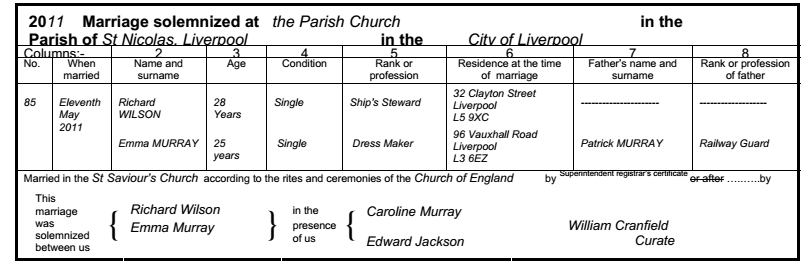 2011 Marriage solemnized at the Parish Church in the
Parish of St Nicolas, Liverpool in the City of Liverpool
Columns:- 2 3 4 5 6 7 8
No. When married Name and surname Age Condition Rank or profession Residence at the time of marriage Father's name and surname Rank or profession of father
85 Eleventh May 2011 Richard WILSON 28 Years Single Ship's Steward 32 Clayton Street Liverpool L5 9XC ---------------------- -------------------
Emma MURRAY 25 years Single Dress Maker 96 Vauxhall Road Liverpool L3 6EZ Patrick MURRAY Railway Guard
Married in the St Saviour's Church according to the rites and ceremonies of the Church of England by Superintendent registrar's certificate or after ..........by
This marriage was solemnized between us { Richard Wilson Emma Murray } in the presence of us { Caroline Murray Edward Jackson William Cranfield Curate